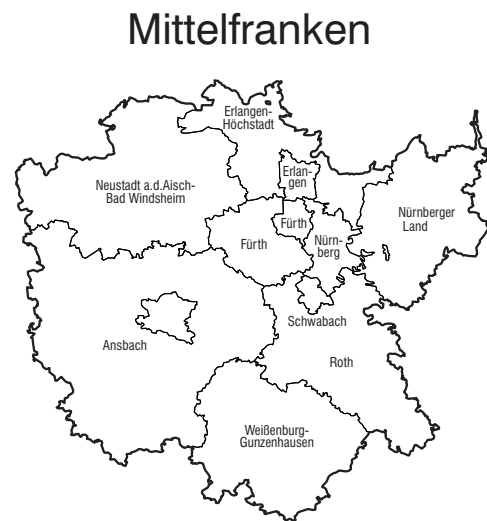 Mittelfranken
Erlangen-
Höchstadt
Erlan-
gen
Neustadt a.d.Aisch-
Bad Windsheim
Nürnberger
Land
Fürth
Fürth
Nürn-
berg
Schwabach
Ansbach
Roth
Weißenburg-
Gunzenhausen